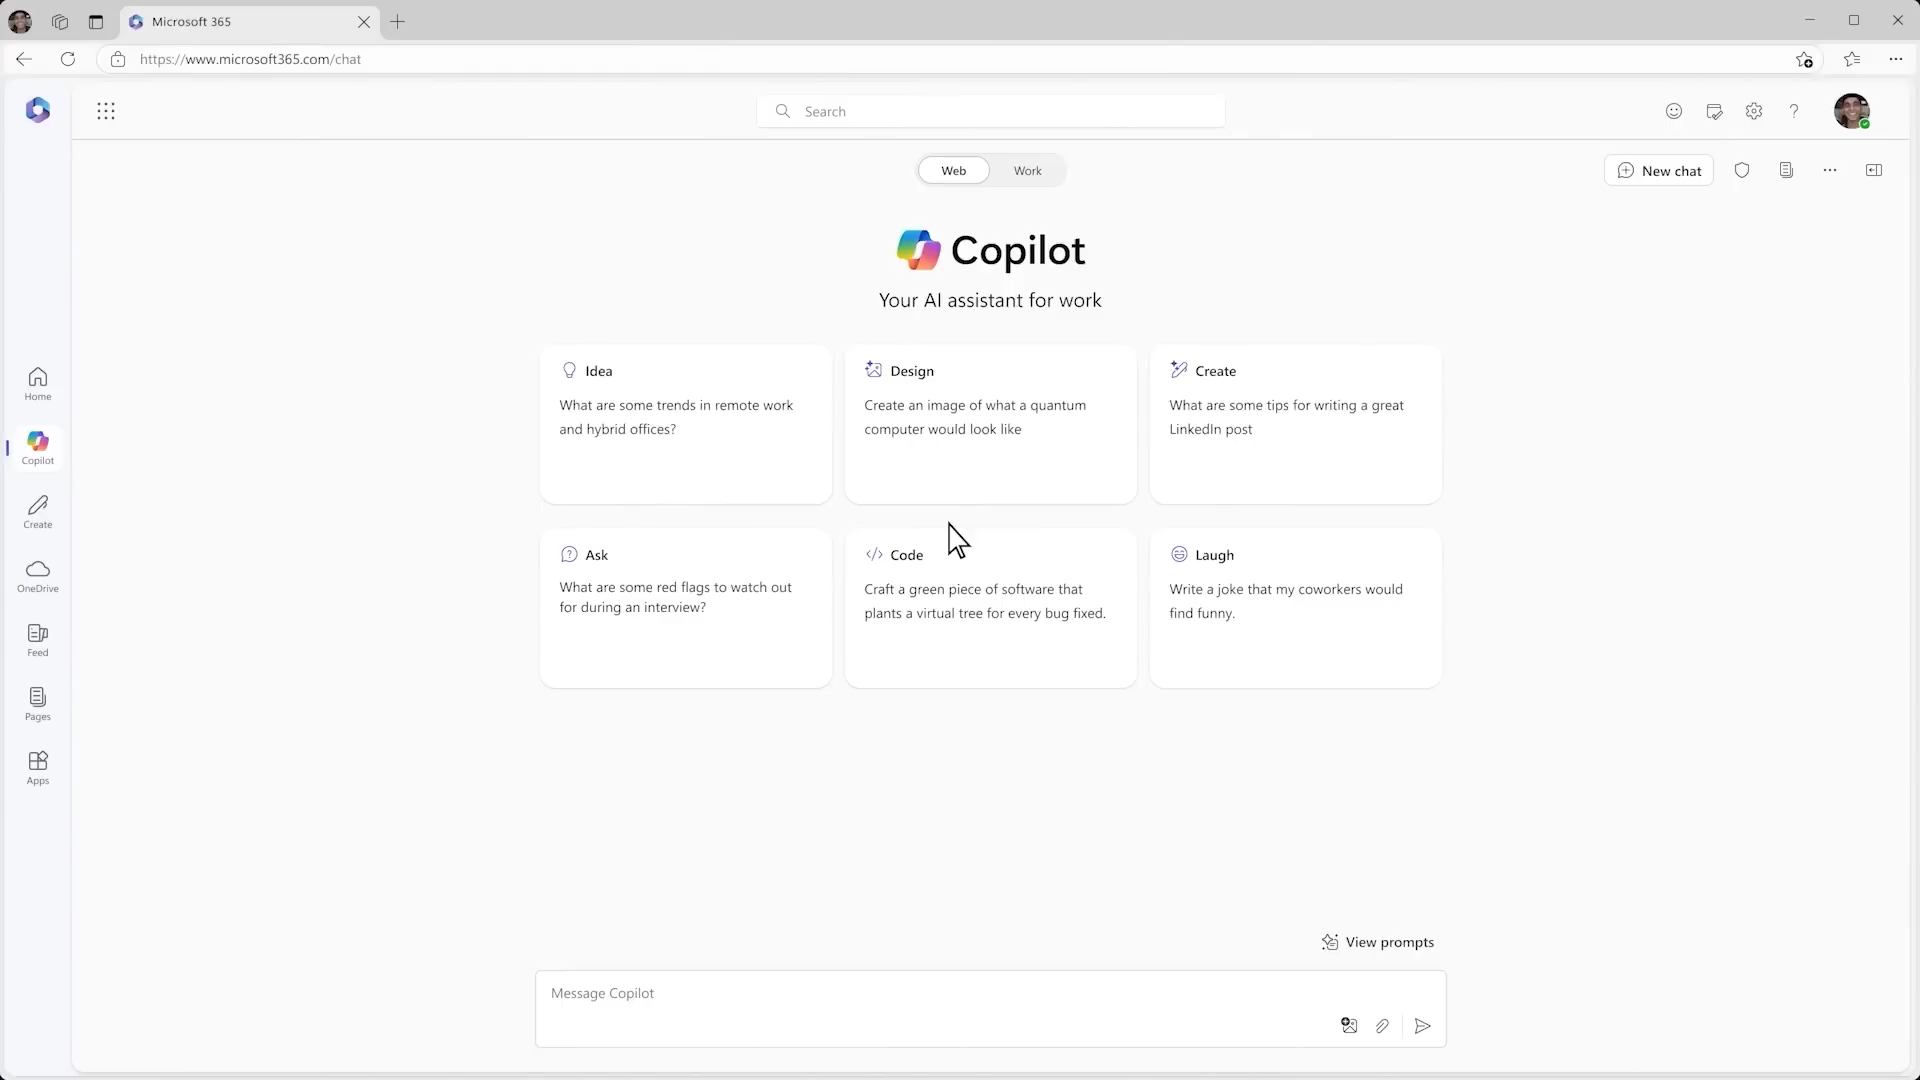 Microsoft 365
https://www.microsoft365.com/chat
Search
Web
Work
New chat
Copilot
Your AI assistant for work
Idea
What are some trends in remote work
and hybrid offices?
Design
Create an image of what a quantum
computer would look like
Create
What are some tips for writing a great
LinkedIn post
Ask
What are some red flags to watch out
for during an interview?
Code
Craft a green piece of software that
plants a virtual tree for every bug fixed.
Laugh
Write a joke that my coworkers would
find funny.
Home
Copilot
Create
OneDrive
Feed
Pages
Apps
View prompts
Message Copilot